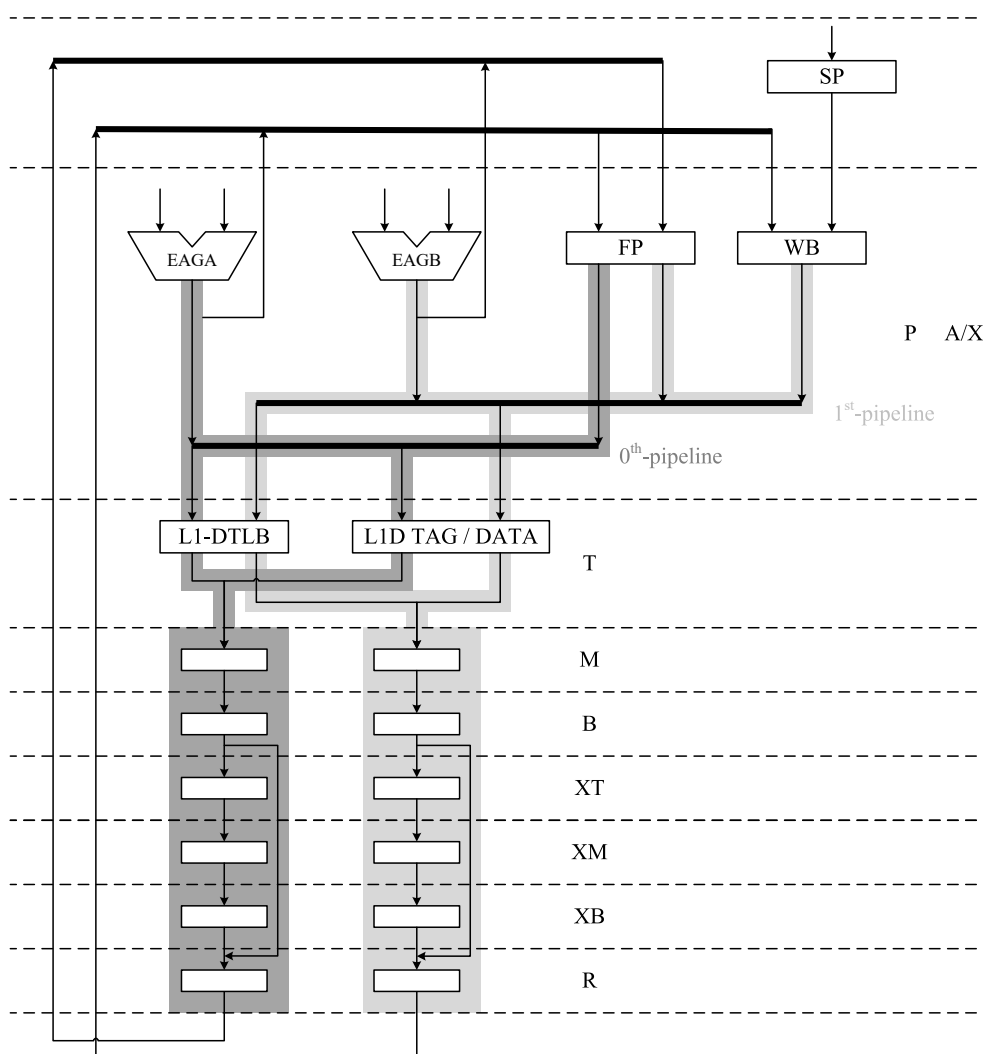 SP
EAGA
EAGB
FP
WB
P A/X
1st-pipeline
0th-pipeline
L1-DTLB
L1D TAG / DATA
T
M
B
XT
XM
XB
R